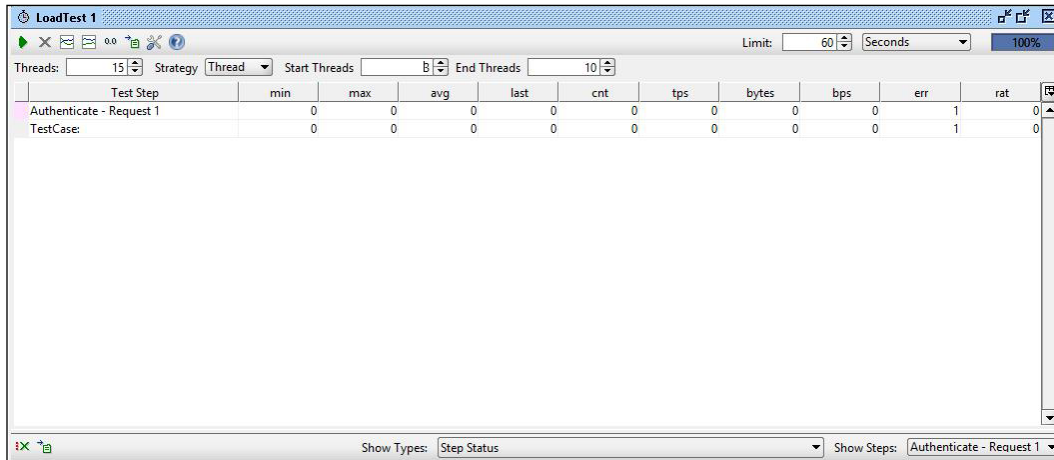 LoadTest 1
0.0 Limit: 60 Seconds 100%
Threads: 15 Strategy Thread Start Threads B End Threads 10
Test Step min max avg last cnt tps bytes bps err rat
Authenticate - Request 1 0 0 0 0 0 0 0 0 1 0
TestCase: 0 0 0 0 0 0 0 0 1 0
Show Types: Step Status Show Steps: Authenticate - Request 1